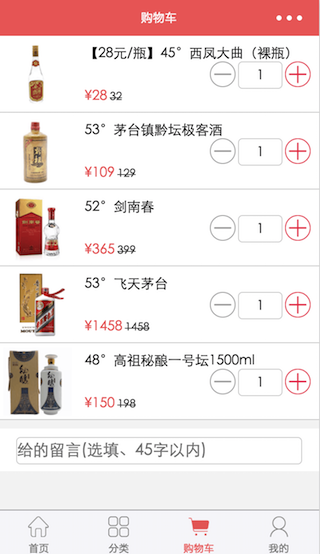 购物车
【28元/瓶】45°西凤大曲（裸瓶）
1
¥28 32
53°茅台镇黔坛极客酒
1
¥109 129
52°剑南春
1
¥365 399
53°飞天茅台
1
¥1458 1458
48°高祖秘酿一号坛1500ml
1
¥150 198
给的留言(选填、45字以内)
首页
分类
购物车
我的